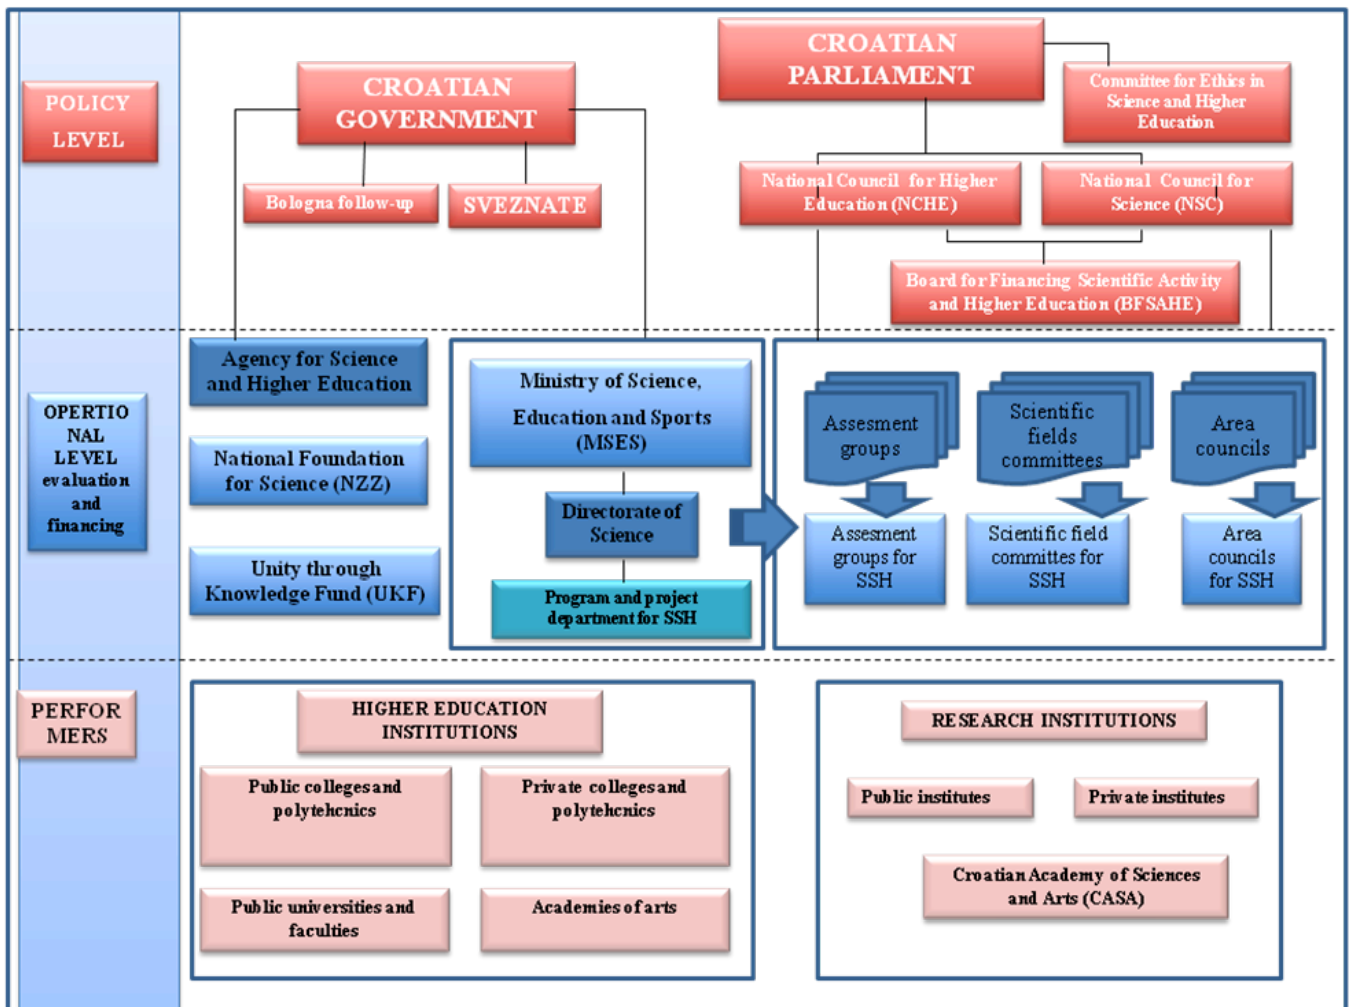 POLICY
LEVEL
CROATIAN
GOVERNMENT
Bologna follow-up
SVEZNATE
CROATIAN
PARLIAMENT
Committee for Ethics in
Science and Higher
Education
National Council for Higher
Education (NCHE)
National Council for
Science (NSC)
Board for Financing Scientific Activity
and Higher Education (BFSAHE)
OPERTIO
NAL
LEVEL
evaluation
and
financing
Agency for Science
and Higher Education
National Foundation
for Science (NZZ)
Unity through
Knowledge Fund (UKF)
Ministry of Science,
Education and Sports
(MSES)
Directorate of
Science
Program and project
department for SSH
Assesment
groups
Scientific
fields
committees
Area
councils
Assesment
groups for
SSH
Scientific field
committes for
SSH
Area
councils
for SSH
PERFOR
MERS
HIGHER EDUCATION
INSTITUTIONS
Public colleges and
polytehcnics
Private colleges and
polytehcnics
Public universities and
faculties
Academies of arts
RESEARCH INSTITUTIONS
Public institutes
Private institutes
Croatian Academy of Sciences
and Arts (CASA)